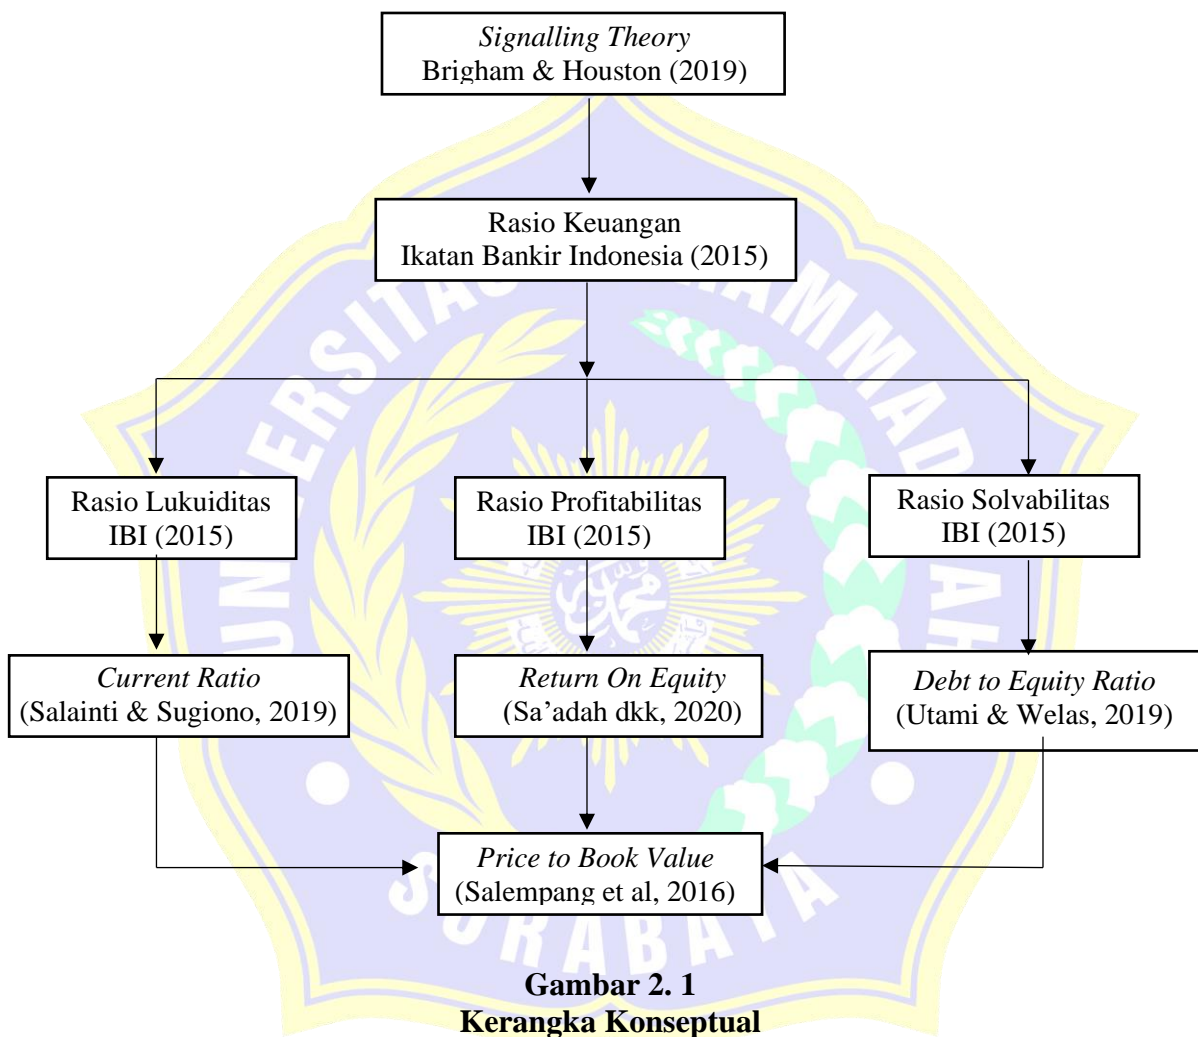 Signalling Theory
Brigham & Houston (2019)
Rasio Keuangan
Ikatan Bankir Indonesia (2015)
Rasio Lukuiditas
IBI (2015)
Rasio Profitabilitas
IBI (2015)
Rasio Solvabilitas
IBI (2015)
Current Ratio
(Salainti & Sugiono, 2019)
Return On Equity
(Sa’adah dkk, 2020)
Debt to Equity Ratio
(Utami & Welas, 2019)
Price to Book Value
(Salempang et al, 2016)
SURABAYA
Gambar 2. 1
Kerangka Konseptual